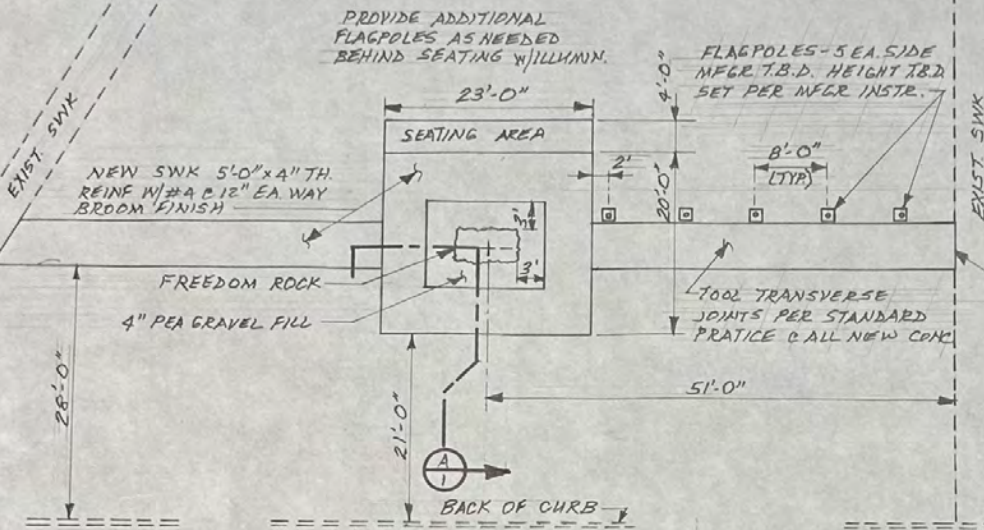 PROVIDE ADDITIONAL
FLAGPOLES AS NEEDED
BEHIND SEATING W/ILLUMIN.
FLAGPOLES-5 EA. SIDE
MFGR T.B.D. HEIGHT T.B.D.
SET PER MFGR INSTR.
23'-0"
4'-0"
SEATING AREA
EXIST. SWK
NEW SWK 5'-0" x 4" TH.
REINF W/ #4 @ 12" EA. WAY
BROOM FINISH
2'
8'-0"
(TYP)
20'-0"
EXIST SWK
3'
FREEDOM ROCK
3'
4" PEA GRAVEL FILL
TOOL TRANSVERSE
JOINTS PER STANDARD
PRATICE @ ALL NEW CONC
28'-0"
21'-0"
51'-0"
A
1
BACK OF CURB